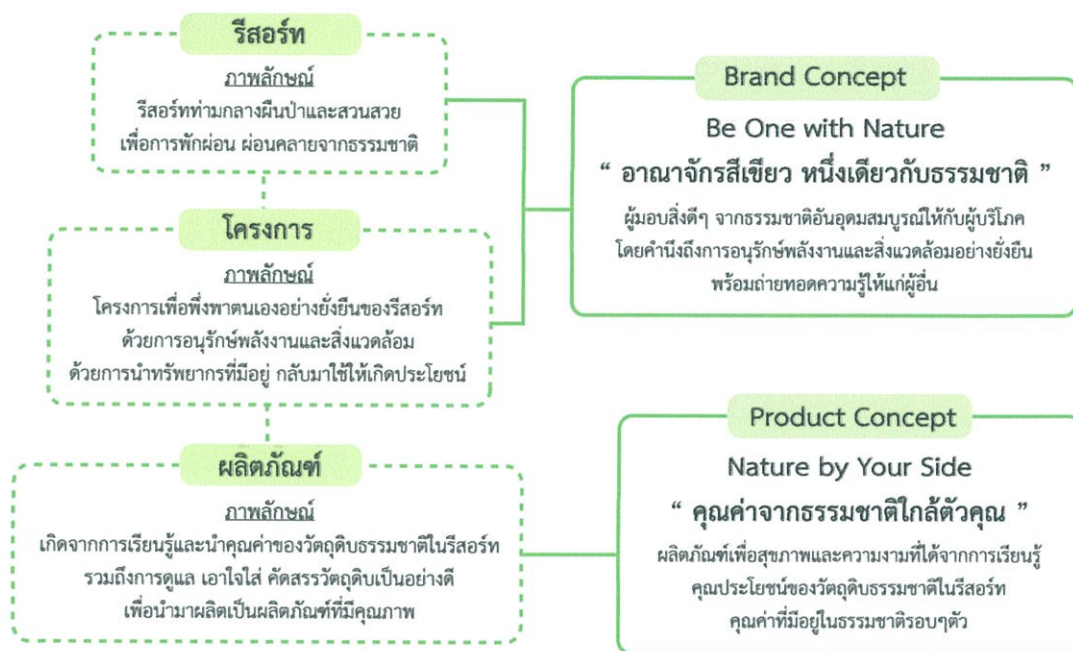 รีสอร์ท
ภาพลักษณ์
รีสอร์ทท่ามกลางผืนป่าและสวนสวย
เพื่อการพักผ่อน ผ่อนคลายจากธรรมชาติ
โครงการ
ภาพลักษณ์
โครงการเพื่อพึ่งพาตนเองอย่างยั่งยืนของรีสอร์ท
ด้วยการอนุรักษ์พลังงานและสิ่งแวดล้อม
ด้วยการนำทรัพยากรที่มีอยู่ กลับมาใช้ให้เกิดประโยชน์
ผลิตภัณฑ์
ภาพลักษณ์
เกิดจากการเรียนรู้และนำคุณค่าของวัตถุดิบธรรมชาติในรีสอร์ท
รวมถึงการดูแล เอาใจใส่ คัดสรรวัตถุดิบเป็นอย่างดี
เพื่อนำมาผลิตเป็นผลิตภัณฑ์ที่มีคุณภาพ
Brand Concept
Be One with Nature
“ อาณาจักรสีเขียว หนึ่งเดียวกับธรรมชาติ ”
ผู้มอบสิ่งดีๆ จากธรรมชาติอันอุดมสมบูรณ์ให้กับผู้บริโภค
โดยคำนึงถึงการอนุรักษ์พลังงานและสิ่งแวดล้อมอย่างยั่งยืน
พร้อมถ่ายทอดความรู้ให้แก่ผู้อื่น
Product Concept
Nature by Your Side
“ คุณค่าจากธรรมชาติใกล้ตัวคุณ ”
ผลิตภัณฑ์เพื่อสุขภาพและความงามที่ได้จากการเรียนรู้
คุณประโยชน์ของวัตถุดิบธรรมชาติในรีสอร์ท
คุณค่าที่มีอยู่ในธรรมชาติรอบๆตัว